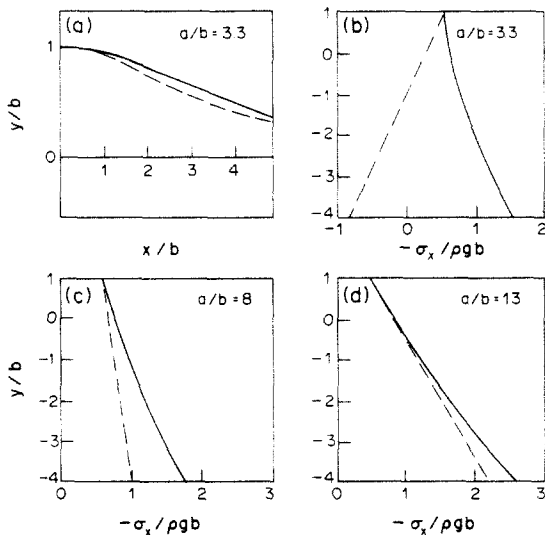 (a) a/b = 3.3
y/b
1
0
1 2 3 4
x/b
(b) a/b = 3.3
1
0
-1
-2
-3
-4
-1 0 1 2
-σx/ρgb
(c) a/b = 8
y/b
1
0
-1
-2
-3
-4
0 1 2 3
-σx/ρgb
(d) a/b = 13
1
0
-1
-2
-3
-4
0 1 2 3
-σx/ρgb